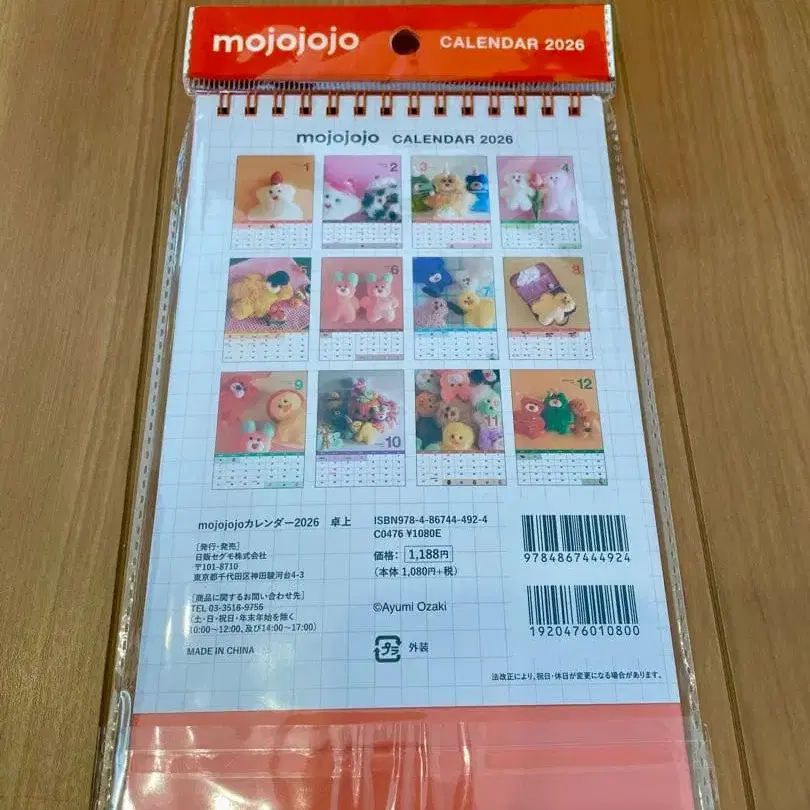 mojojojo CALENDAR 2026
mojojojo CALENDAR 2026
1
2
3
4
5
6
7
8
9
10
11
12
mojojojoカレンダー2026 卓上
[発行・発売]
日販セグモ株式会社
〒101-8710
東京都千代田区神田駿河台4-3
[商品に関するお問い合わせ先]
TEL 03-3518-9756
(土・日・祝日・年末年始を除く
10:00〜12:00、及び14:00〜17:00)
MADE IN CHINA
ISBN978-4-86744-492-4
C0476 ¥1080E
価格: 1,188円
(本体 1,080円+税)
©Ayumi Ozaki
プラ 外装
9784867444924
1920476010800
法改正により、祝日・休日が変更になる場合があります。